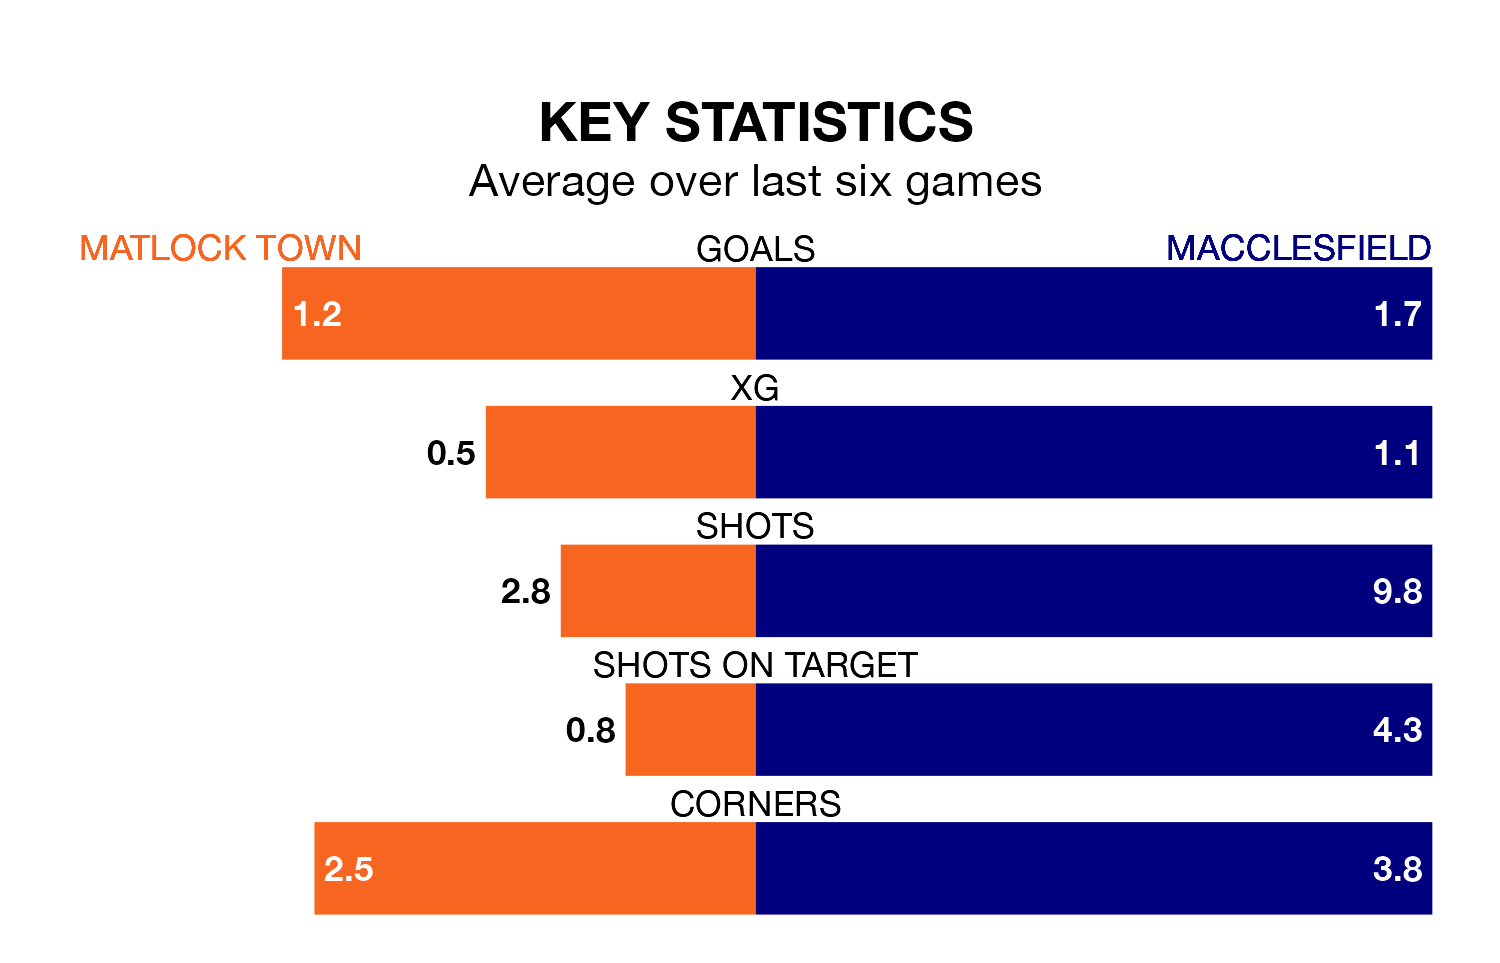 KEY STATISTICS
Average over last six games
MATLOCK TOWN GOALS MACCLESFIELD
1.2 1.7
XG
0.5 1.1
SHOTS
2.8 9.8
SHOTS ON TARGET
0.8 4.3
CORNERS
2.5 3.8